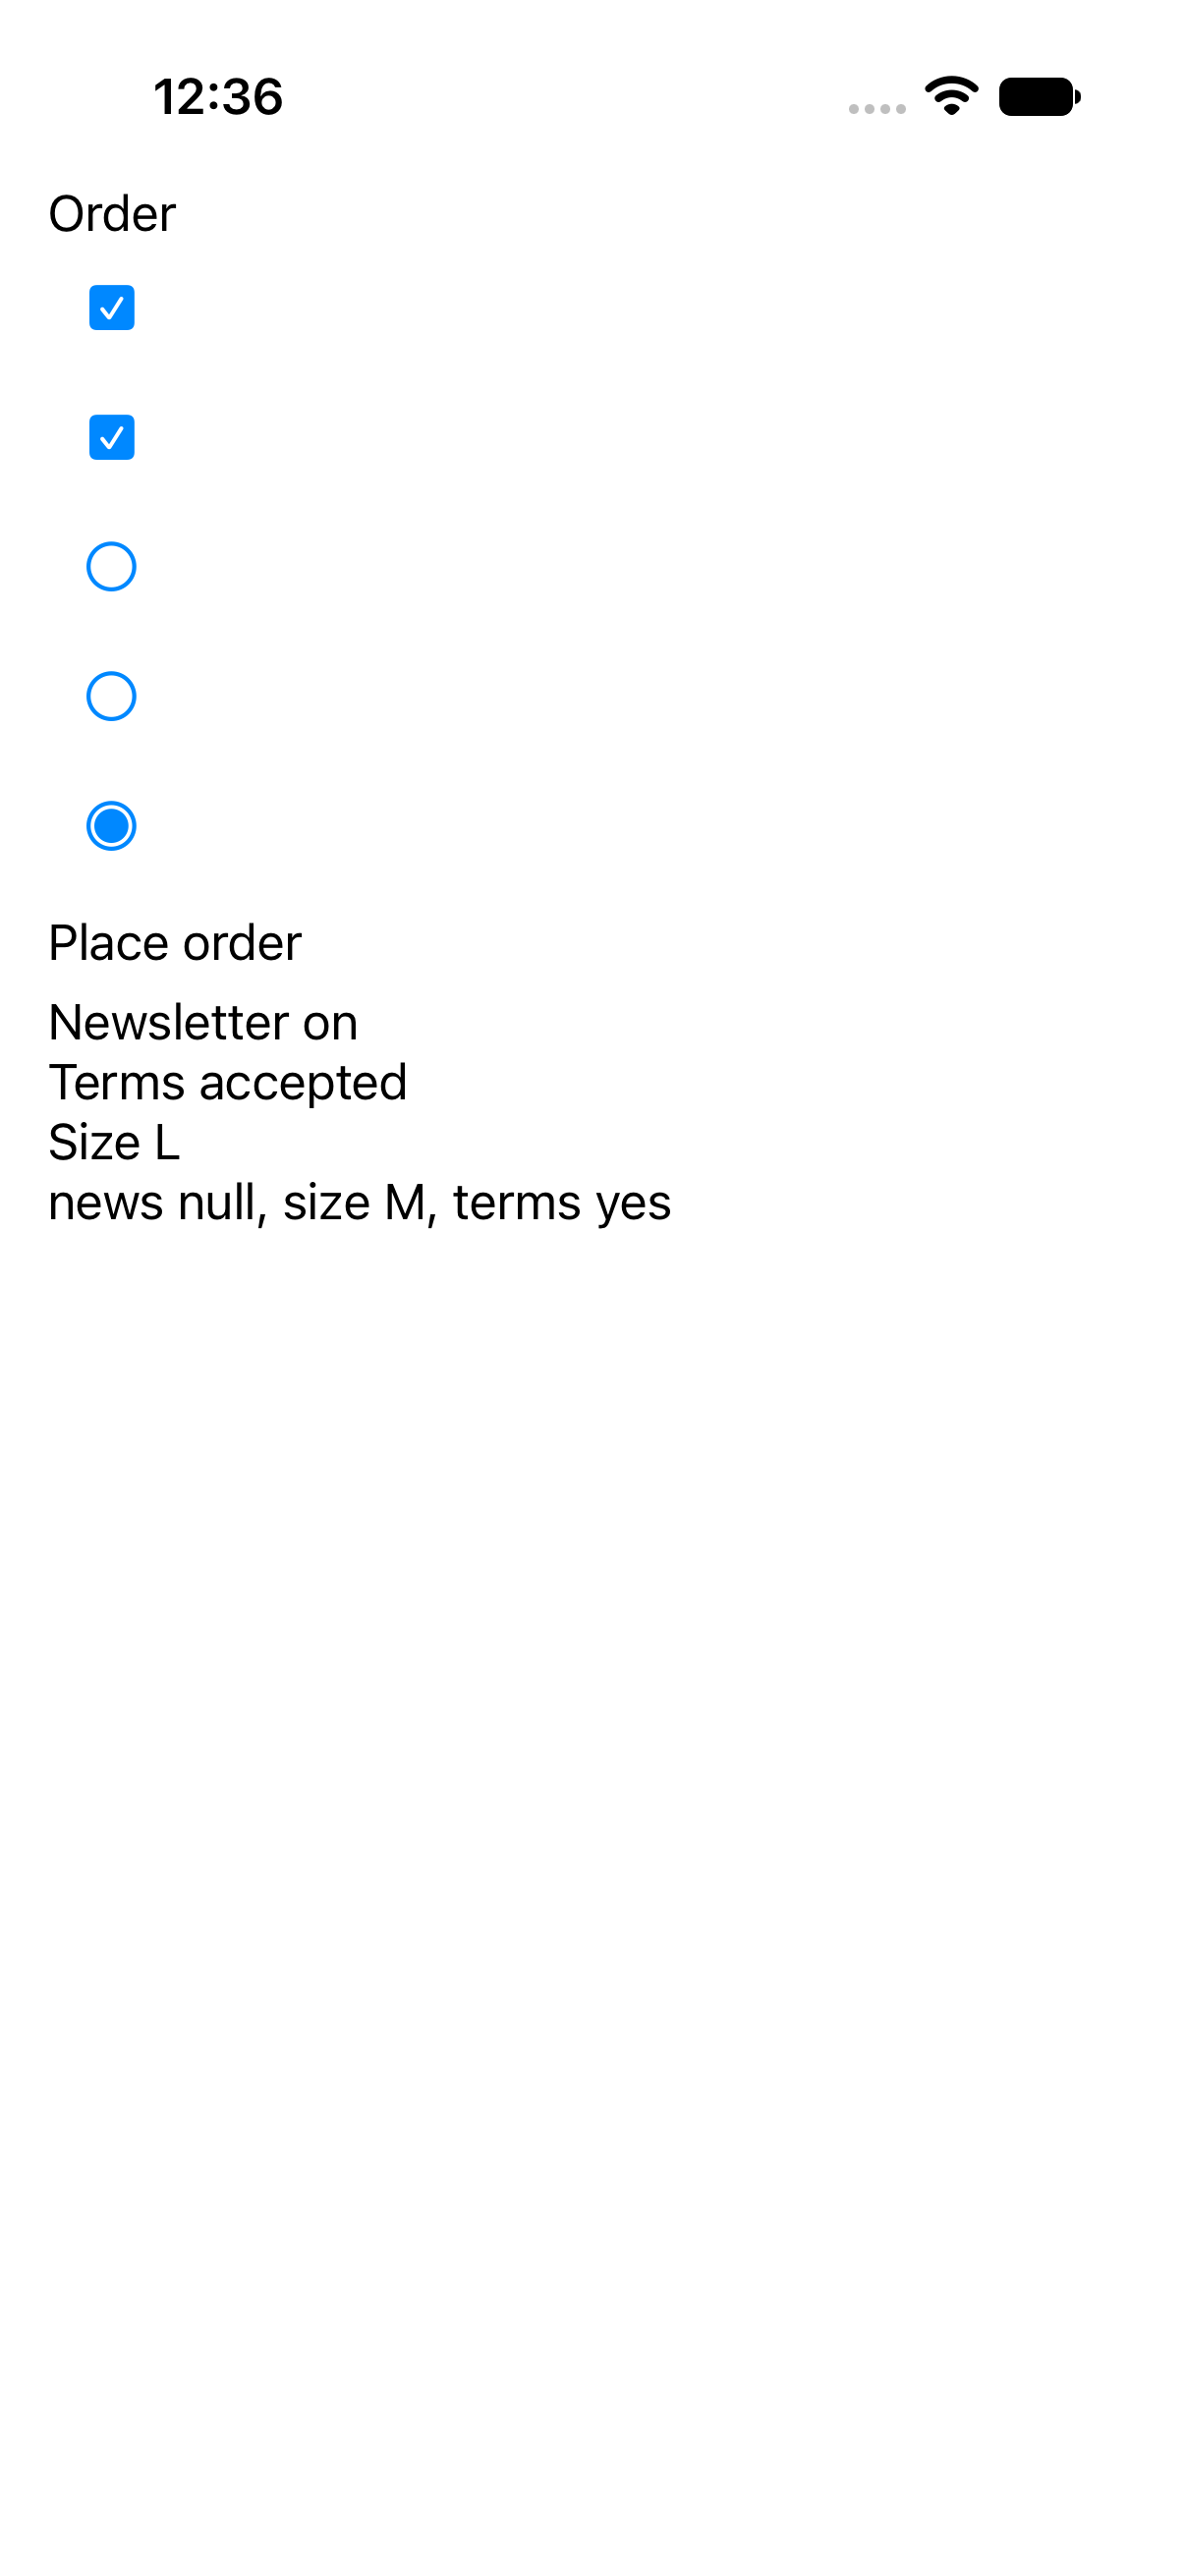 12:36
Order
Place order
Newsletter on
Terms accepted
Size L
news null, size M, terms yes